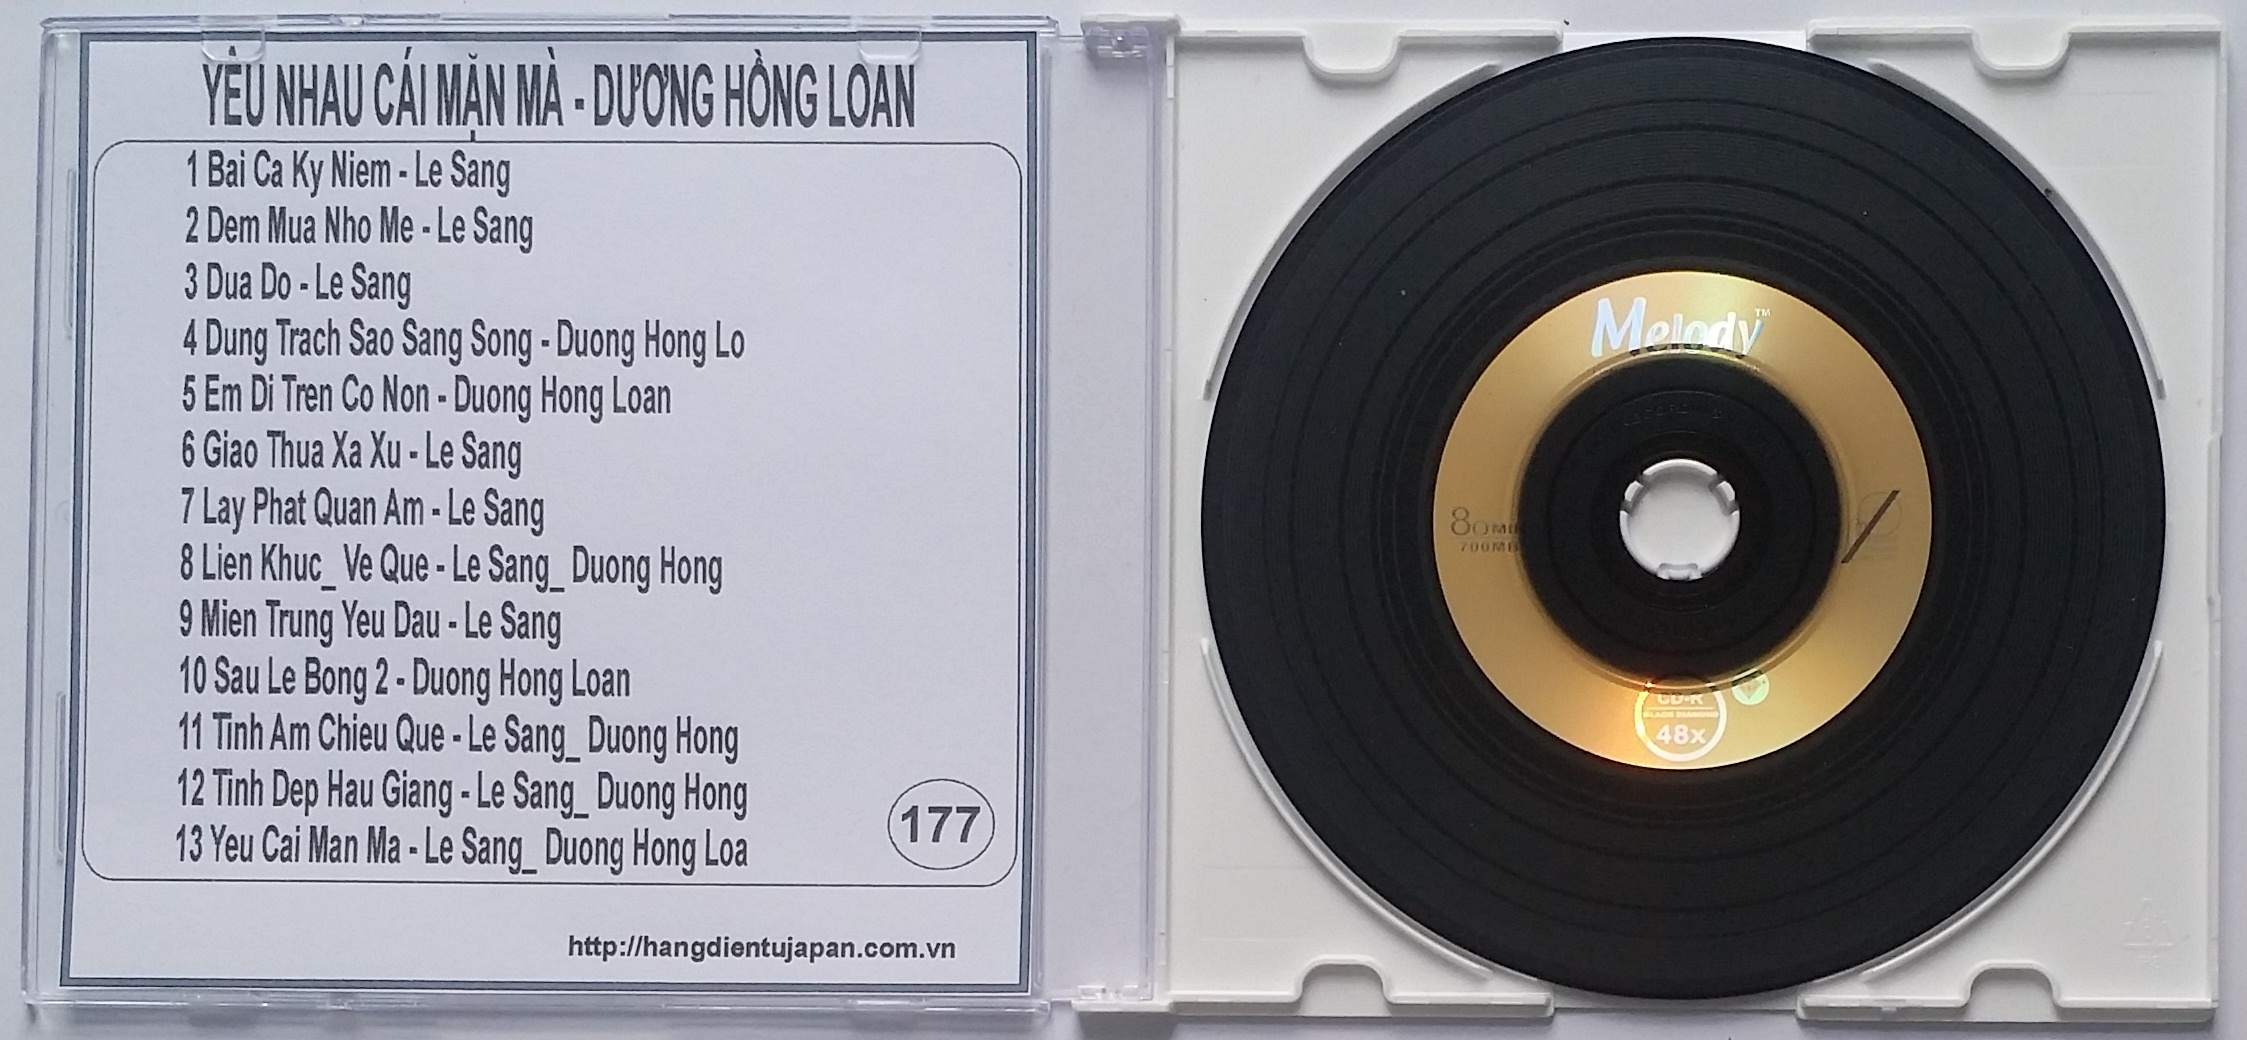 YÊU NHAU CÁI MẶN MÀ - DƯƠNG HỒNG LOAN
1 Bai Ca Ky Niem - Le Sang
2 Dem Mua Nho Me - Le Sang
3 Dua Do - Le Sang
4 Dung Trach Sao Sang Song - Duong Hong Lo
5 Em Di Tren Co Non - Duong Hong Loan
6 Giao Thua Xa Xu - Le Sang
7 Lay Phat Quan Am - Le Sang
8 Lien Khuc_ Ve Que - Le Sang_ Duong Hong
9 Mien Trung Yeu Dau - Le Sang
10 Sau Le Bong 2 - Duong Hong Loan
11 Tinh Am Chieu Que - Le Sang_ Duong Hong
12 Tinh Dep Hau Giang - Le Sang_ Duong Hong
13 Yeu Cai Man Ma - Le Sang_ Duong Hong Loa
177
http://hangdientujapan.com.vn
Melody™
80 MIN
700MB
CD-R
BLACK DIAMOND
48x